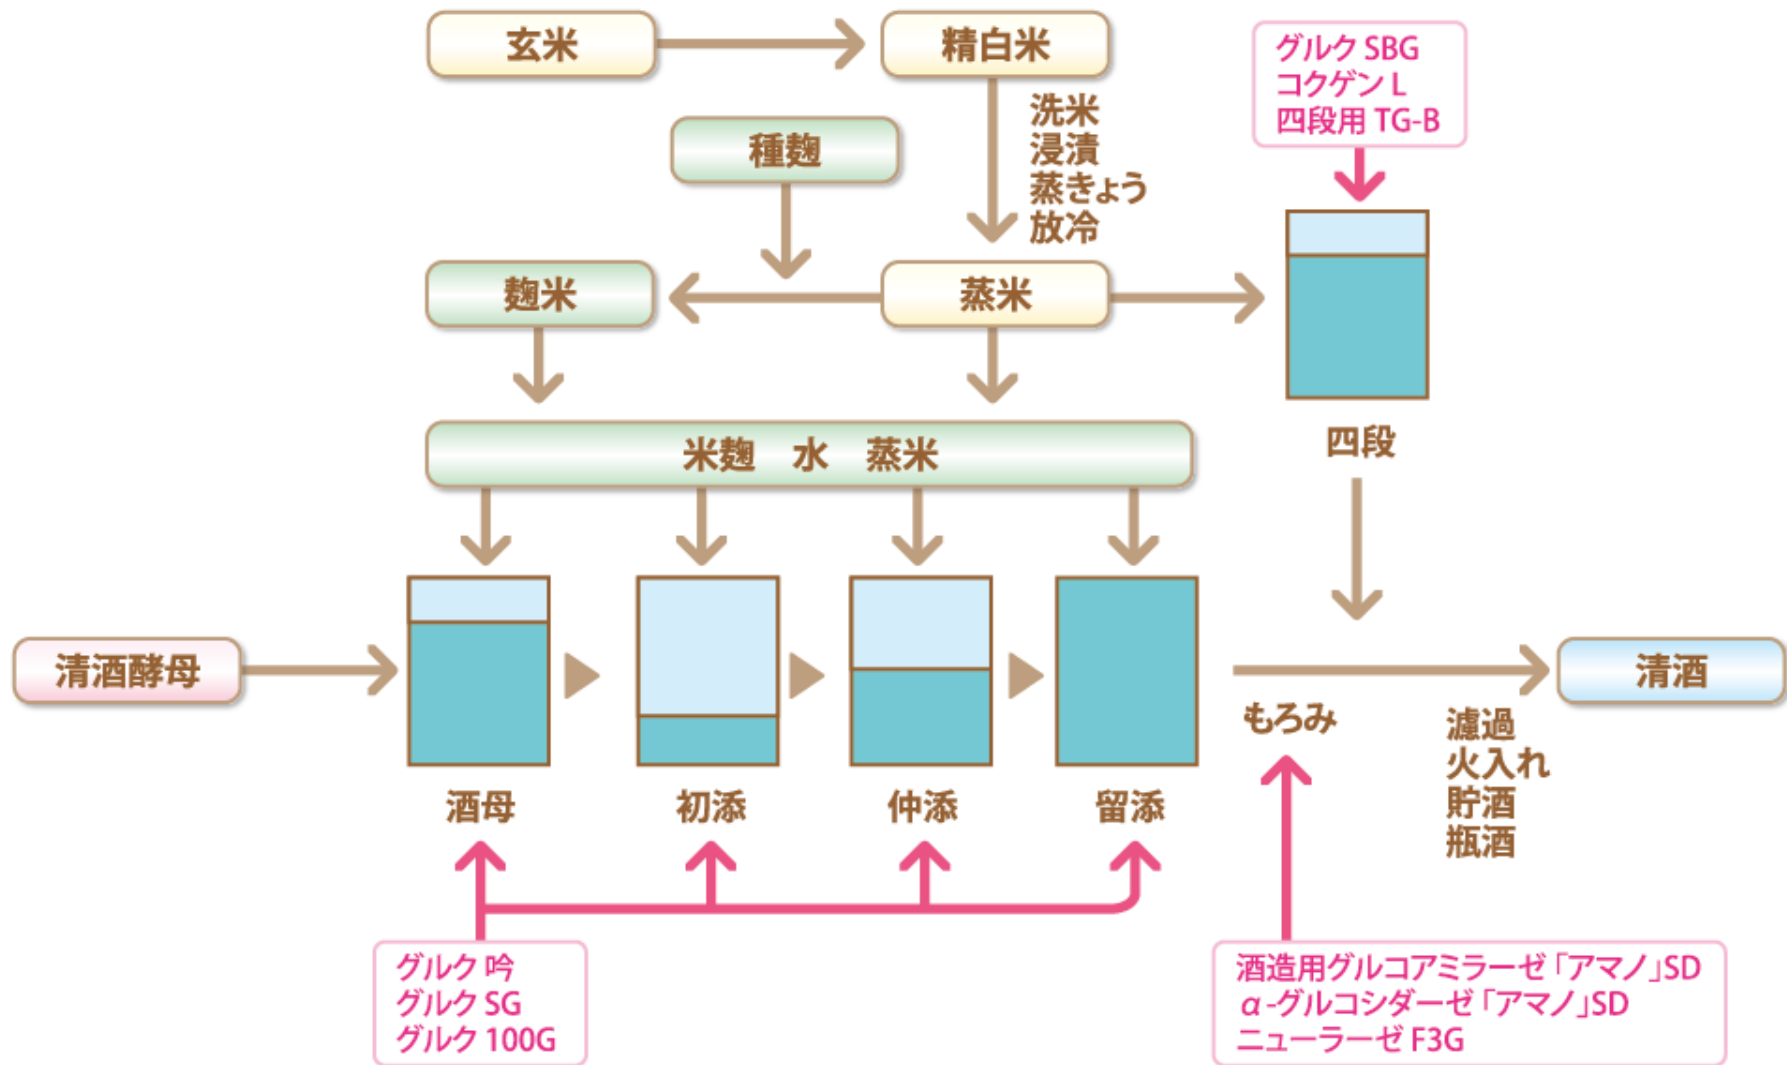 玄米
精白米
グルク SBG
コクゲン L
四段用 TG-B
洗米
浸漬
蒸きょう
放冷
種麹
麹米
蒸米
四段
米麹 水 蒸米
清酒酵母
清酒
もろみ
濾過
火入れ
貯酒
瓶酒
酒母
初添
仲添
留添
グルク 吟
グルク SG
グルク 100G
酒造用グルコアミラーゼ「アマノ」SD
α-グルコシダーゼ「アマノ」SD
ニューラーゼ F3G